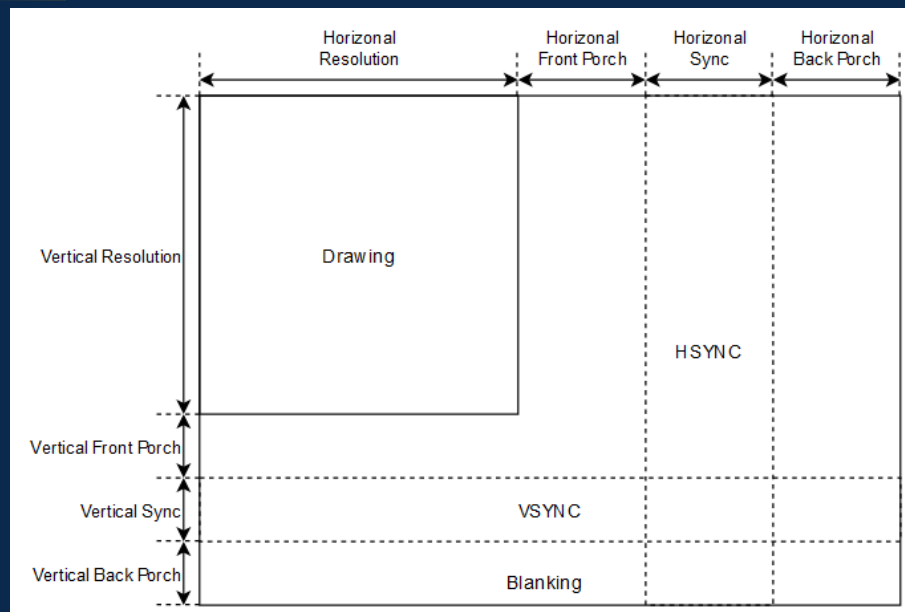 Horizonal
Resolution
Horizonal
Front Porch
Horizonal
Sync
Horizonal
Back Porch
Vertical Resolution
Drawing
HSYNC
Vertical Front Porch
Vertical Sync
VSYNC
Vertical Back Porch
Blanking